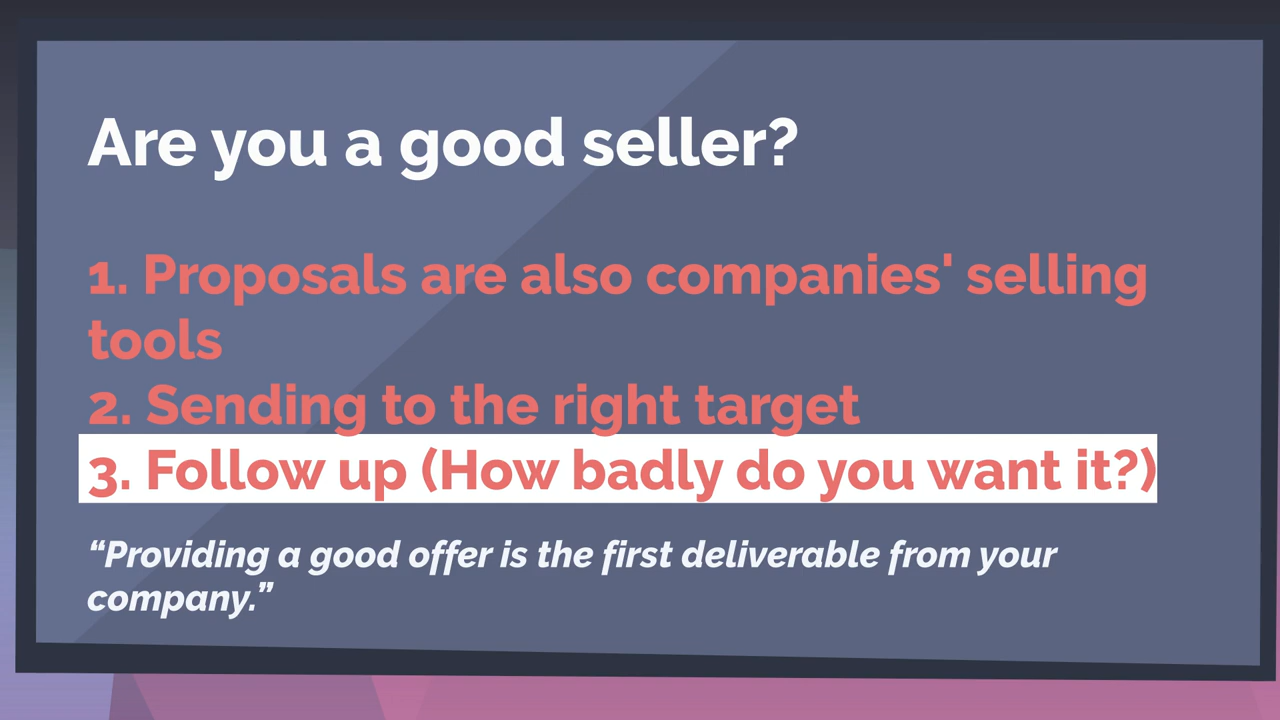 Are you a good seller?
1. Proposals are also companies' selling
tools
2. Sending to the right target
3. Follow up (How badly do you want it?)
“Providing a good offer is the first deliverable from your
company.”